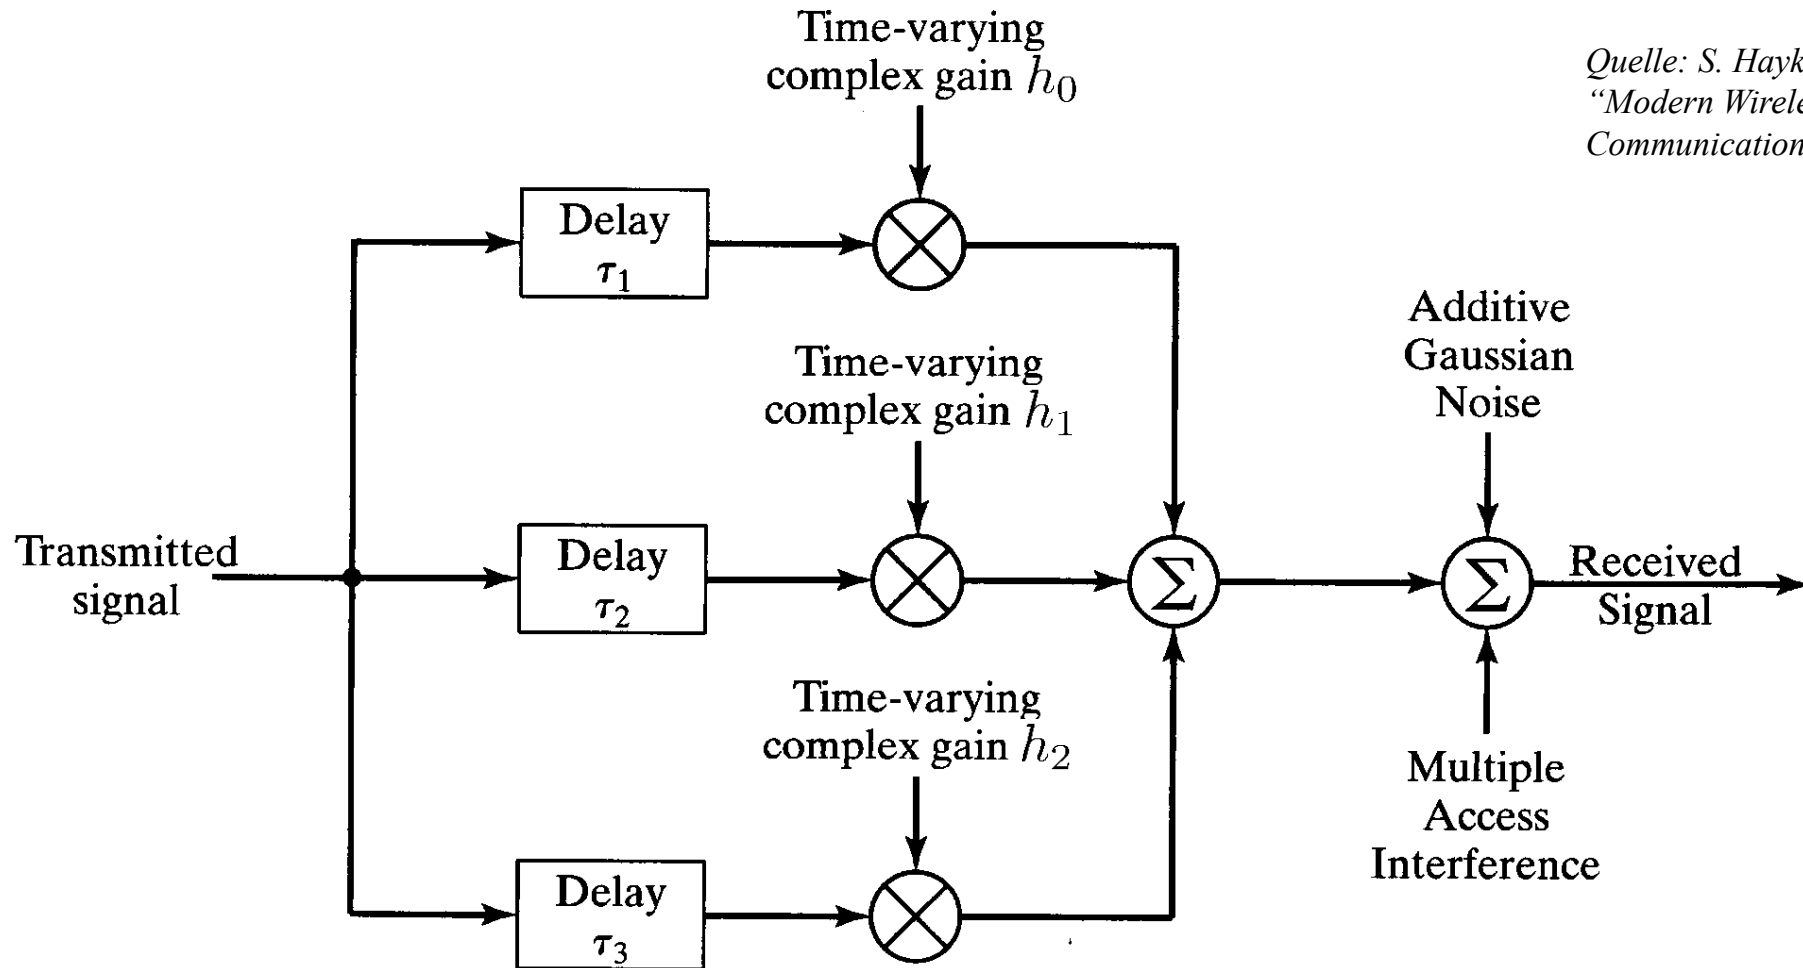 Time-varying
complex gain h₀
Quelle: S. Hayk
“Modern Wirele
Communication
Delay
τ₁
Time-varying
complex gain h₁
Additive
Gaussian
Noise
Transmitted
signal
Delay
τ₂
Σ
Σ
Received
Signal
Time-varying
complex gain h₂
Multiple
Access
Interference
Delay
τ₃